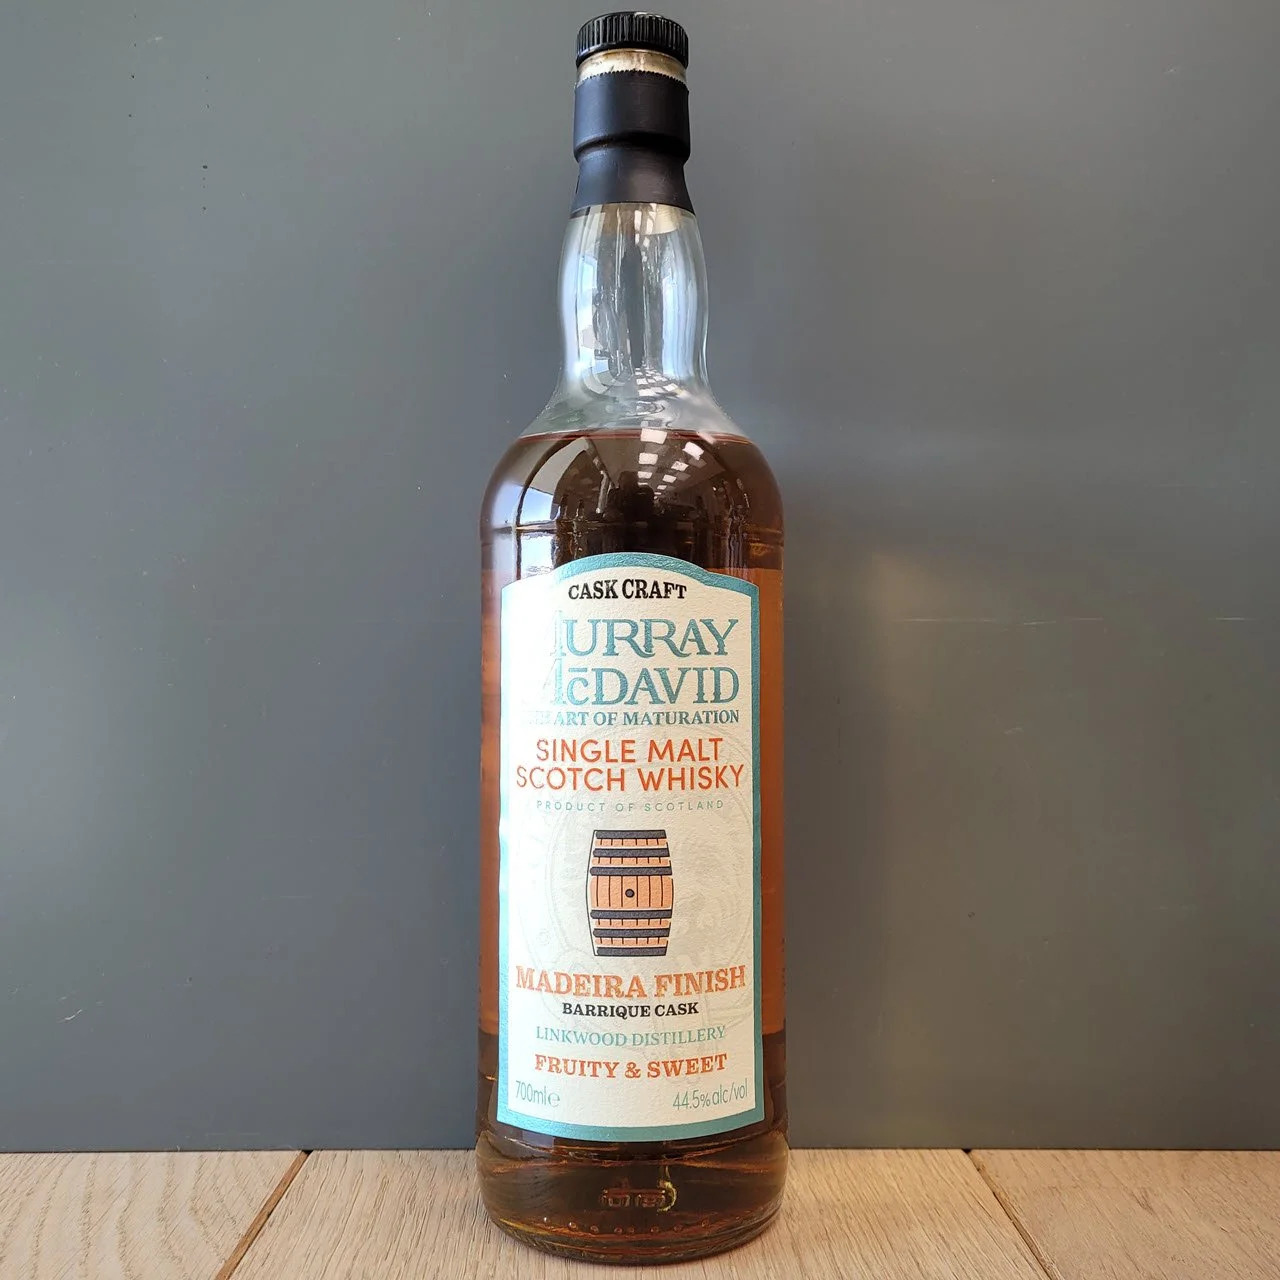 CASK CRAFT
MURRAY
McDAVID
THE ART OF MATURATION
SINGLE MALT
SCOTCH WHISKY
PRODUCT OF SCOTLAND
MADEIRA FINISH
BARRIQUE CASK
LINKWOOD DISTILLERY
FRUITY & SWEET
700ml℮ 44.5%alc/vol